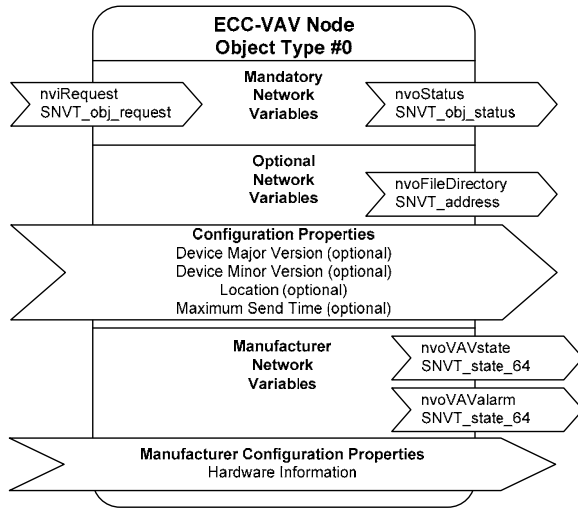 ECC-VAV Node
Object Type #0
Mandatory
Network
Variables
nviRequest
SNVT_obj_request
nvoStatus
SNVT_obj_status
Optional
Network
Variables
nvoFileDirectory
SNVT_address
Configuration Properties
Device Major Version (optional)
Device Minor Version (optional)
Location (optional)
Maximum Send Time (optional)
Manufacturer
Network
Variables
nvoVAVstate
SNVT_state_64
nvoVAValarm
SNVT_state_64
Manufacturer Configuration Properties
Hardware Information